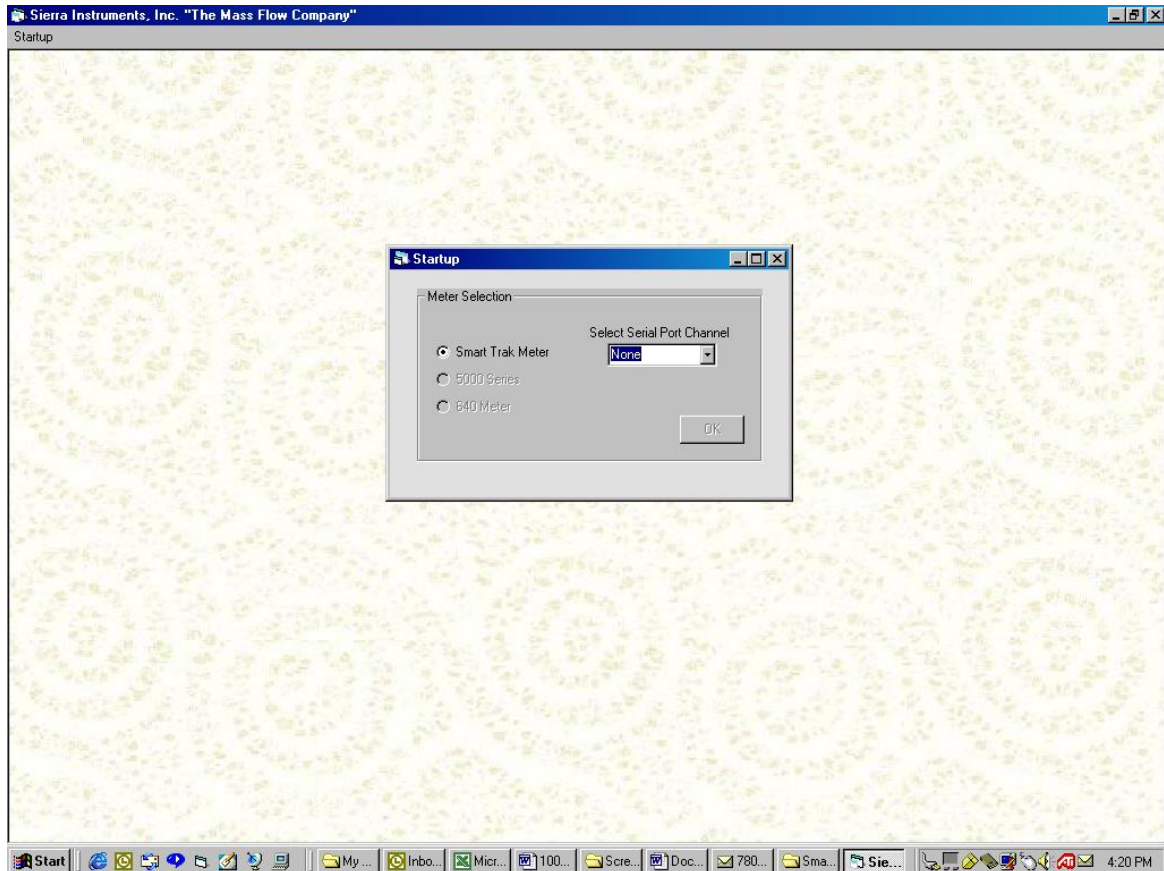 Sierra Instruments, Inc. "The Mass Flow Company"
Startup
Startup
Meter Selection
Select Serial Port Channel
Smart Trak Meter
None
5000 Series
640 Meter
OK
Start My ... Inbo... Micr... 100... Scre... Doc... 780... Sma... Sie... 4:20 PM